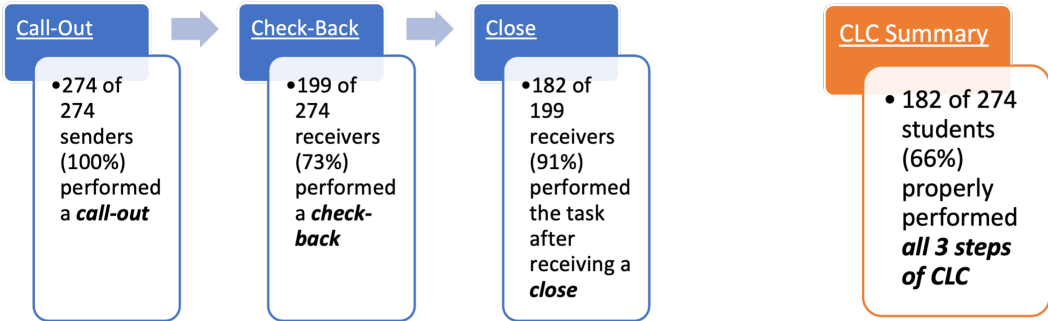 Call-Out
•274 of
274
senders
(100%)
performed
a call-out
Check-Back
•199 of
274
receivers
(73%)
performed
a check-
back
Close
•182 of
199
receivers
(91%)
performed
the task
after
receiving a
close
CLC Summary
• 182 of 274
students
(66%)
properly
performed
all 3 steps
of CLC